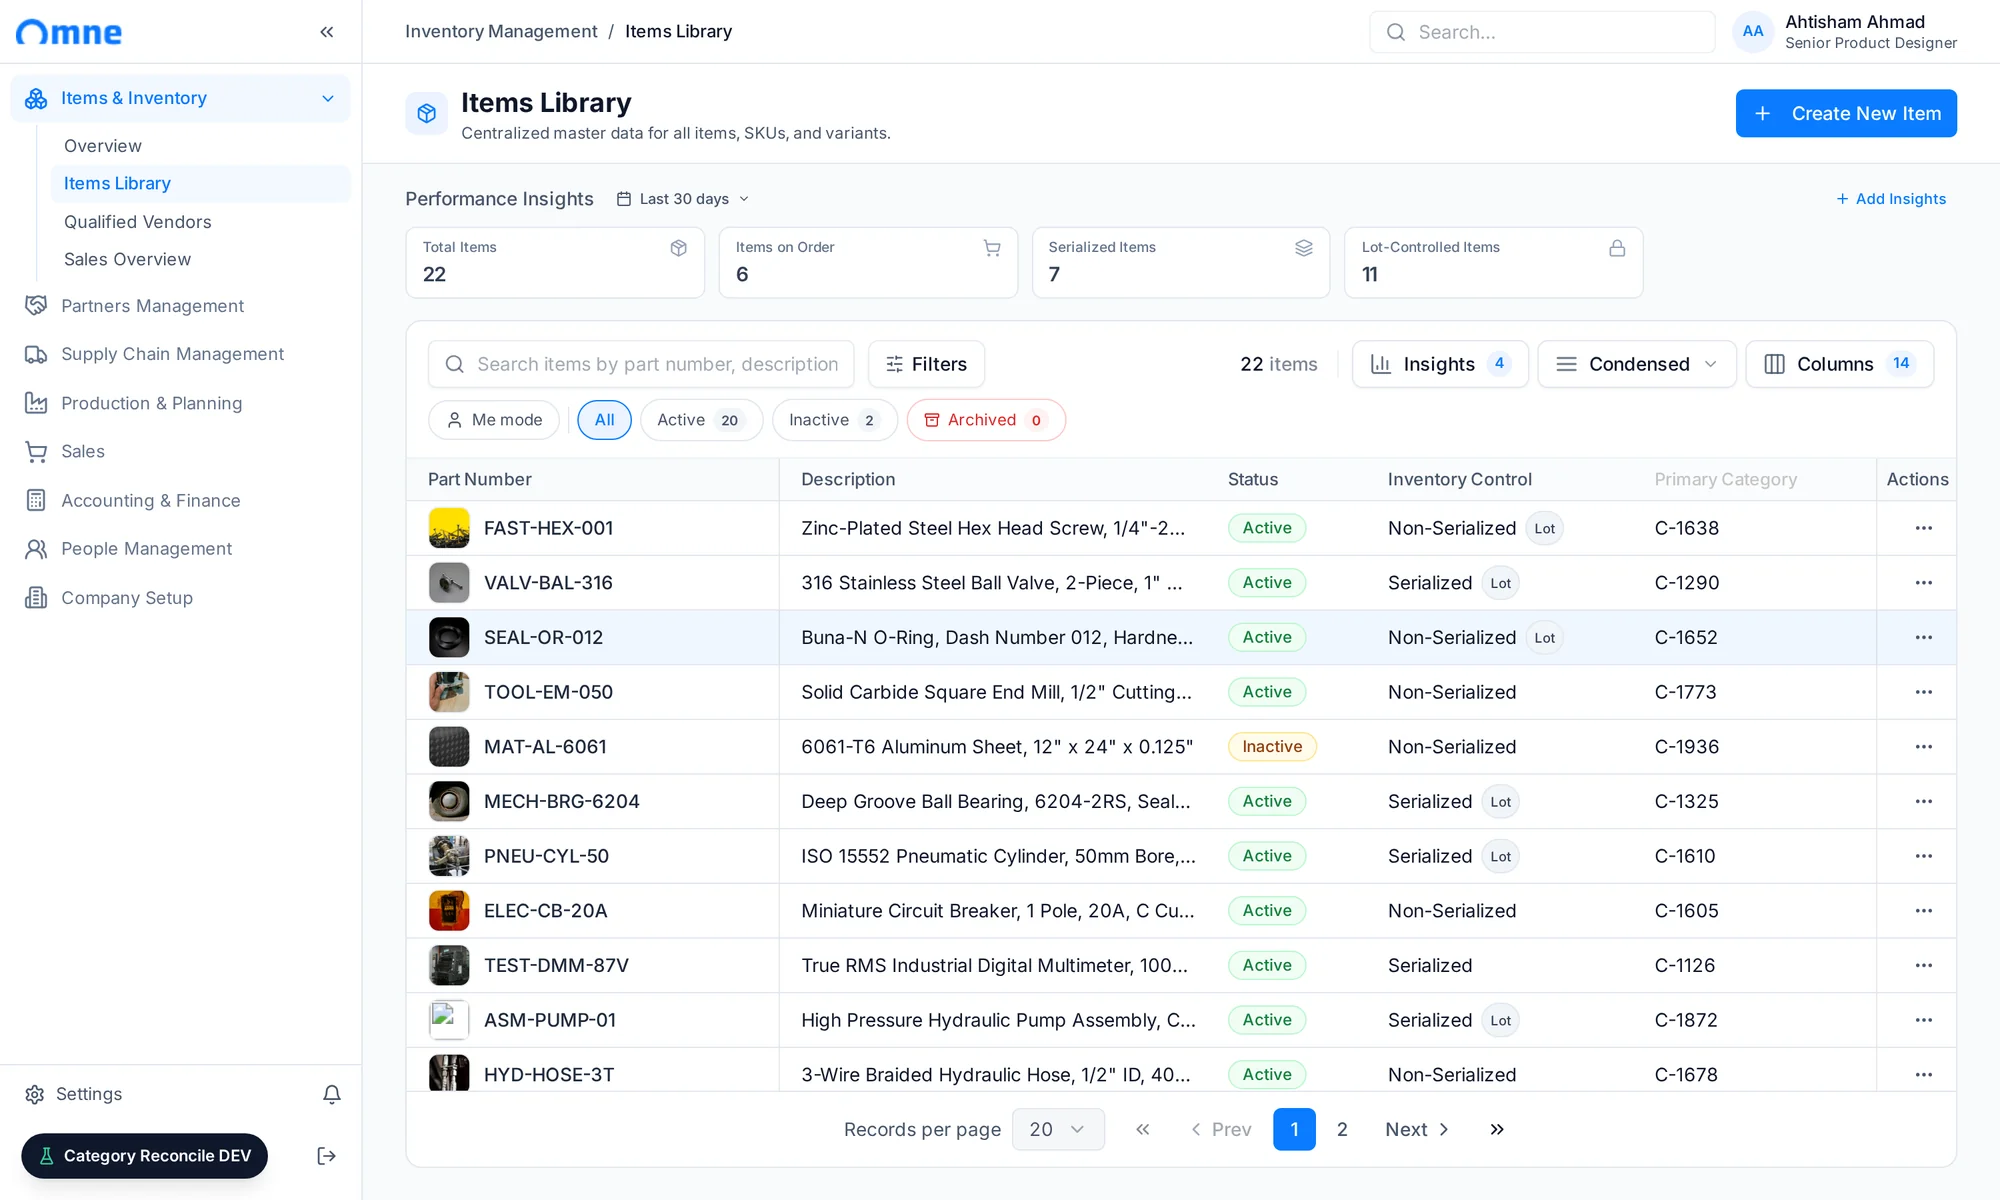 Omne
Items & Inventory
Overview
Items Library
Qualified Vendors
Sales Overview
Partners Management
Supply Chain Management
Production & Planning
Sales
Accounting & Finance
People Management
Company Setup
Settings
Category Reconcile DEV
Inventory Management / Items Library
Search...
AA
Ahtisham Ahmad
Senior Product Designer
Items Library
Centralized master data for all items, SKUs, and variants.
+ Create New Item
Performance Insights
Last 30 days
+ Add Insights
Total Items
22
Items on Order
6
Serialized Items
7
Lot-Controlled Items
11
Search items by part number, description
Filters
22 items
Insights 4
Condensed
Columns 14
Me mode
All
Active 20
Inactive 2
Archived 0
Part Number Description Status Inventory Control Primary Category Actions
FAST-HEX-001 Zinc-Plated Steel Hex Head Screw, 1/4"-2... Active Non-Serialized Lot C-1638
VALV-BAL-316 316 Stainless Steel Ball Valve, 2-Piece, 1" ... Active Serialized Lot C-1290
SEAL-OR-012 Buna-N O-Ring, Dash Number 012, Hardne... Active Non-Serialized Lot C-1652
TOOL-EM-050 Solid Carbide Square End Mill, 1/2" Cutting... Active Non-Serialized C-1773
MAT-AL-6061 6061-T6 Aluminum Sheet, 12" x 24" x 0.125" Inactive Non-Serialized C-1936
MECH-BRG-6204 Deep Groove Ball Bearing, 6204-2RS, Seal... Active Serialized Lot C-1325
PNEU-CYL-50 ISO 15552 Pneumatic Cylinder, 50mm Bore,... Active Serialized Lot C-1610
ELEC-CB-20A Miniature Circuit Breaker, 1 Pole, 20A, C Cu... Active Non-Serialized C-1605
TEST-DMM-87V True RMS Industrial Digital Multimeter, 100... Active Serialized C-1126
ASM-PUMP-01 High Pressure Hydraulic Pump Assembly, C... Active Serialized Lot C-1872
HYD-HOSE-3T 3-Wire Braided Hydraulic Hose, 1/2" ID, 40... Active Non-Serialized C-1678
Records per page 20 Prev 1 2 Next